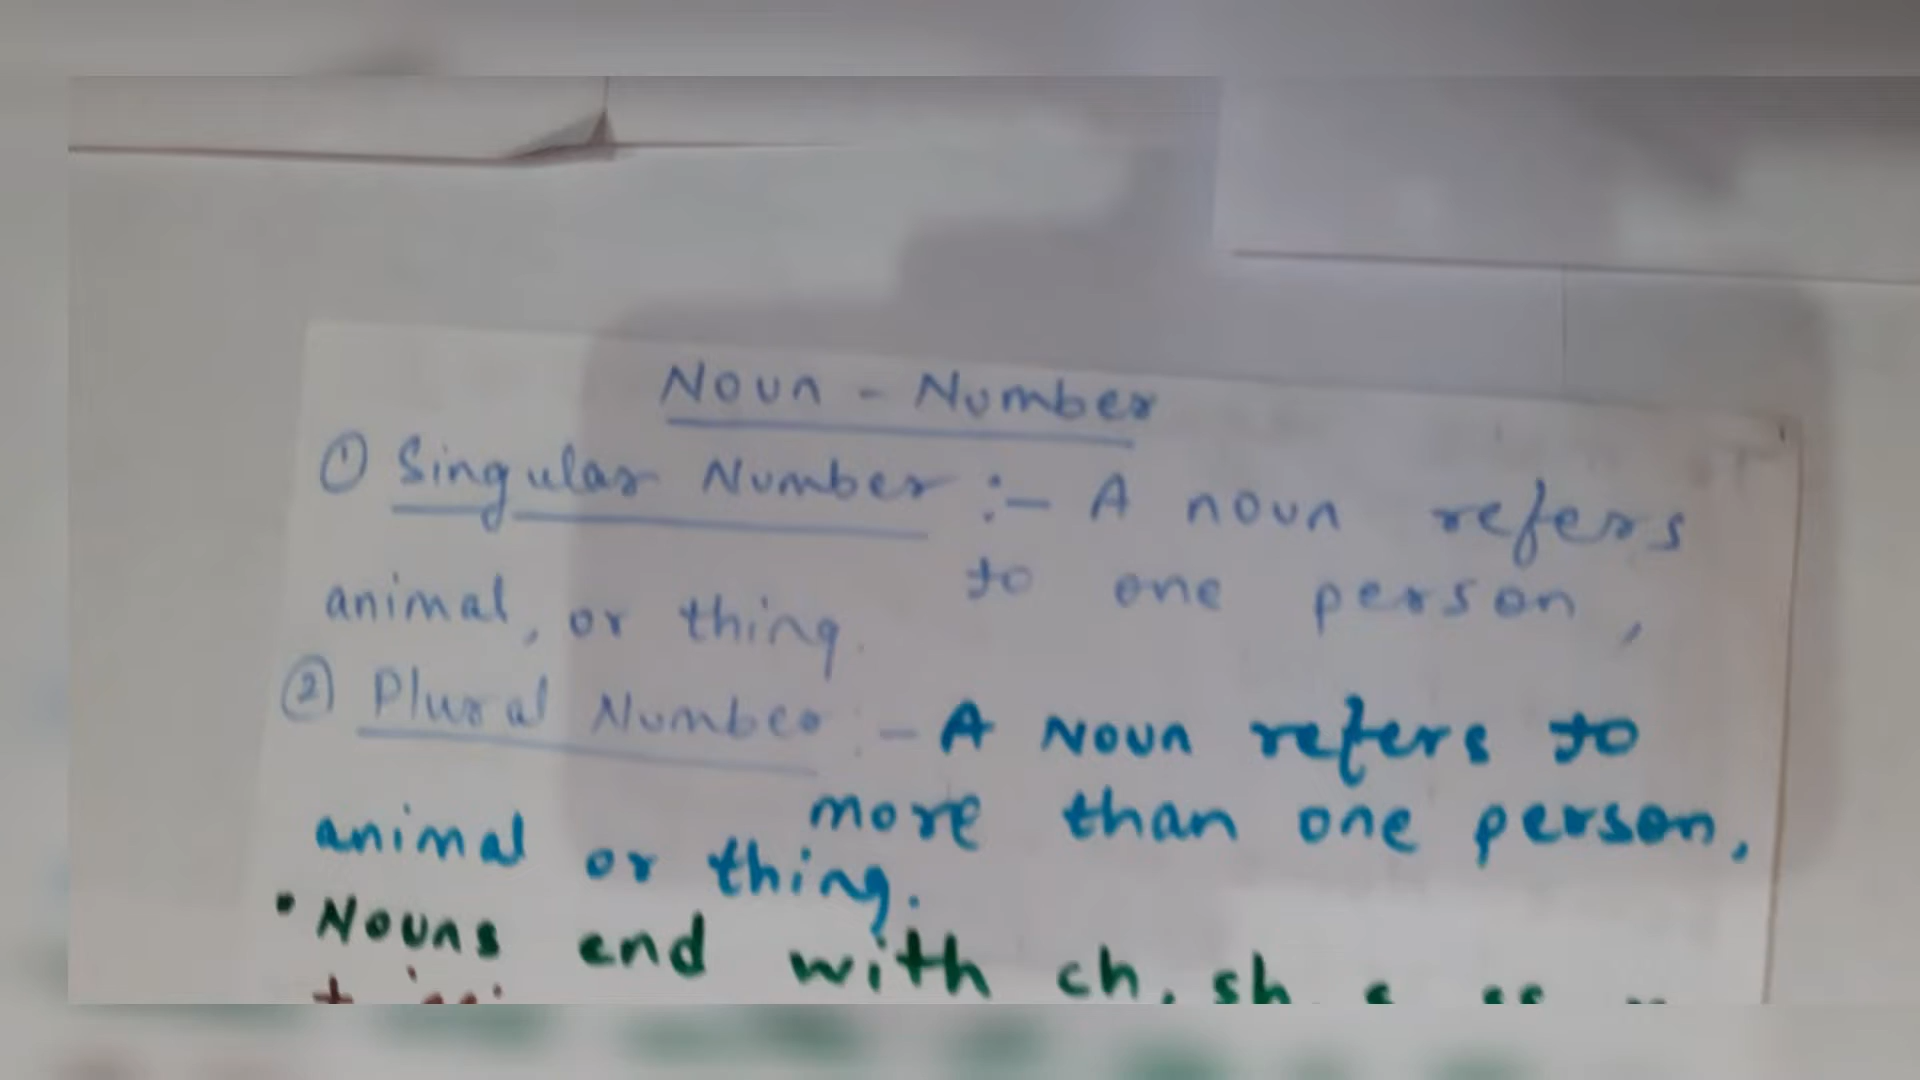 Noun - Number
① Singular Number :- A noun refers
to one person,
animal, or thing.
② Plural Number :- A Noun refers to
more than one person,
animal or thing.
• Nouns end with ch, sh, s, ss